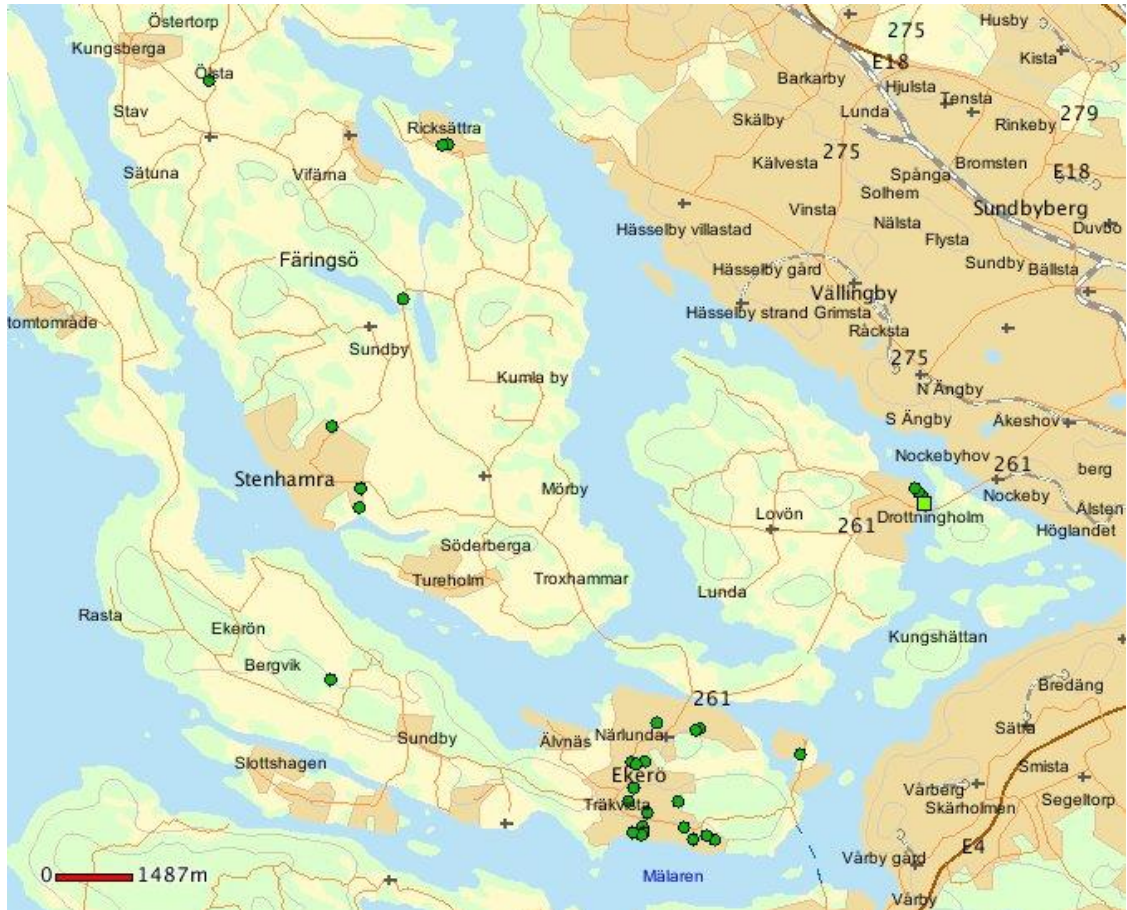 Östertorp
Kungsberga
Ölsta
Stav
Ricksättra
Sätuna
Vifärna
Färingsö
tomtområde
Sundby
Kumla by
Stenhamra
Mörby
Söderberga
Tureholm
Troxhammar
Rasta
Ekerön
Bergvik
Sundby
Slottshagen
Älvnäs
Närlunda
261
Ekerö
Träkvista
Mälaren
0 1487m
275
Husby
E18
Kista
Barkarby
Hjulsta
Tensta
Lunda
279
Skälby
Rinkeby
275
Kälvesta
Bromsten
Spånga
E18
Solhem
Vinsta
Sundbyberg
Nälsta
Duvbo
Hässelby villastad
Flysta
Sundby
Hässelby gård
Bällsta
Vällingby
Hässelby strand
Grimsta
Råcksta
275
N Ängby
S Ängby
Åkeshov
Nockebyhov
261
berg
Nockeby
Lovön
261
Drottningholm
Ålsten
Höglandet
Lunda
Kungshättan
Bredäng
Sätra
Smista
Vårberg
Skärholmen
Segeltorp
E4
Vårby gård
Vårby